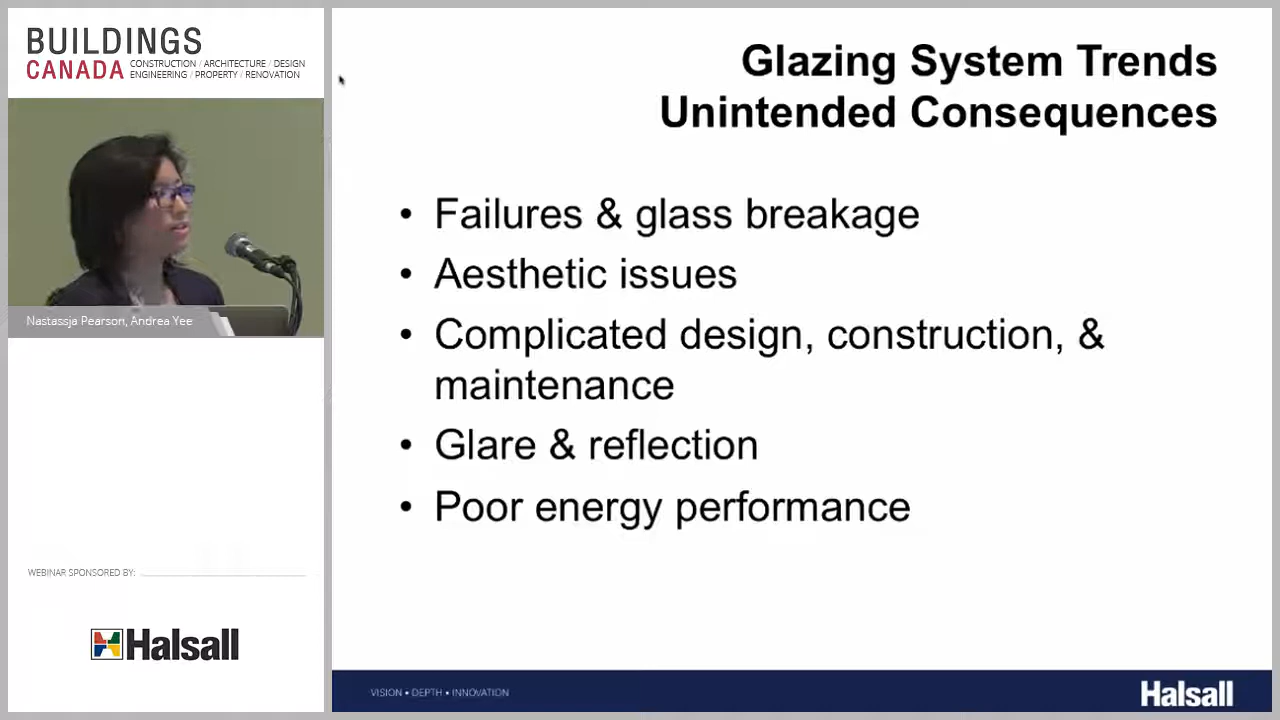 BUILDINGS
CANADA
CONSTRUCTION / ARCHITECTURE / DESIGN
ENGINEERING / PROPERTY / RENOVATION
Nastassja Pearson, Andrea Yee
WEBINAR SPONSORED BY:
Halsall
Glazing System Trends
Unintended Consequences
• Failures & glass breakage
• Aesthetic issues
• Complicated design, construction, &
maintenance
• Glare & reflection
• Poor energy performance
VISION • DEPTH • INNOVATION
Halsall